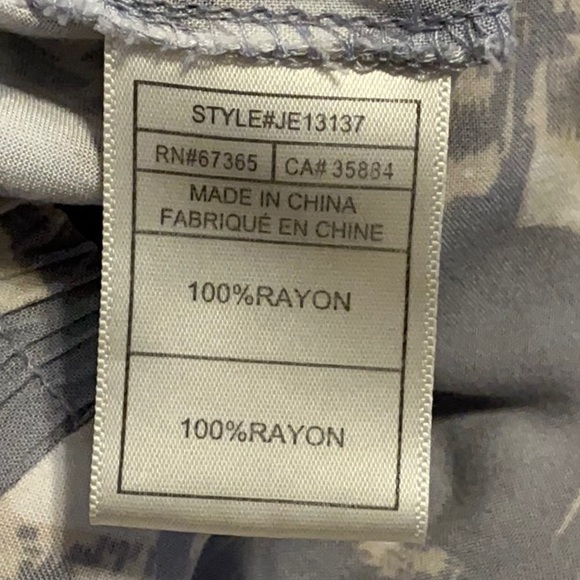 STYLE#JE13137
RN#67365 CA# 35884
MADE IN CHINA
FABRIQUÉ EN CHINE
100%RAYON
100%RAYON